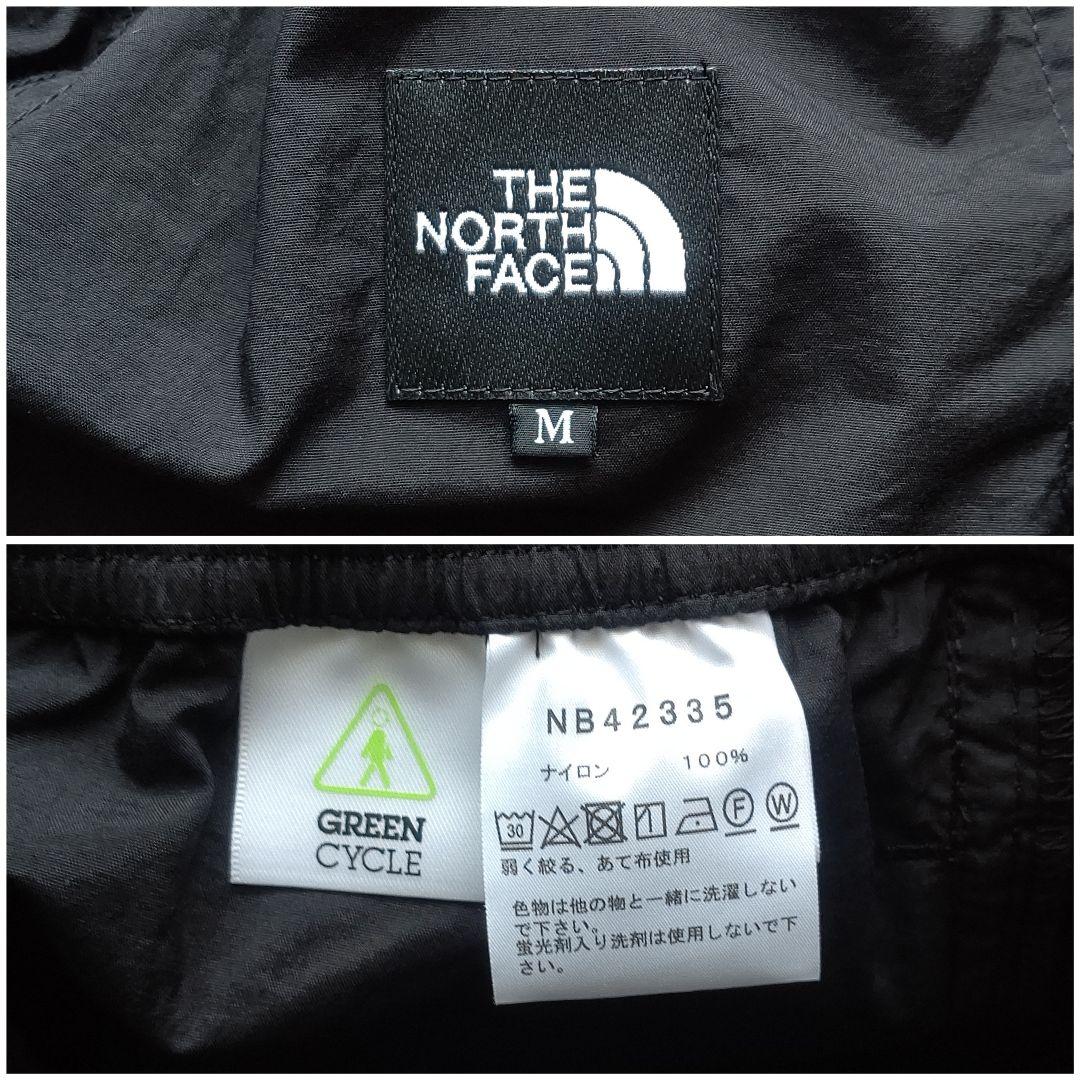 THE
NORTH
FACE
M
GREEN
CYCLE
NB42335
ナイロン 100%
30 F W
弱く絞る、あて布使用
色物は他の物と一緒に洗濯しない
で下さい。
蛍光剤入り洗剤は使用しないで下
さい。